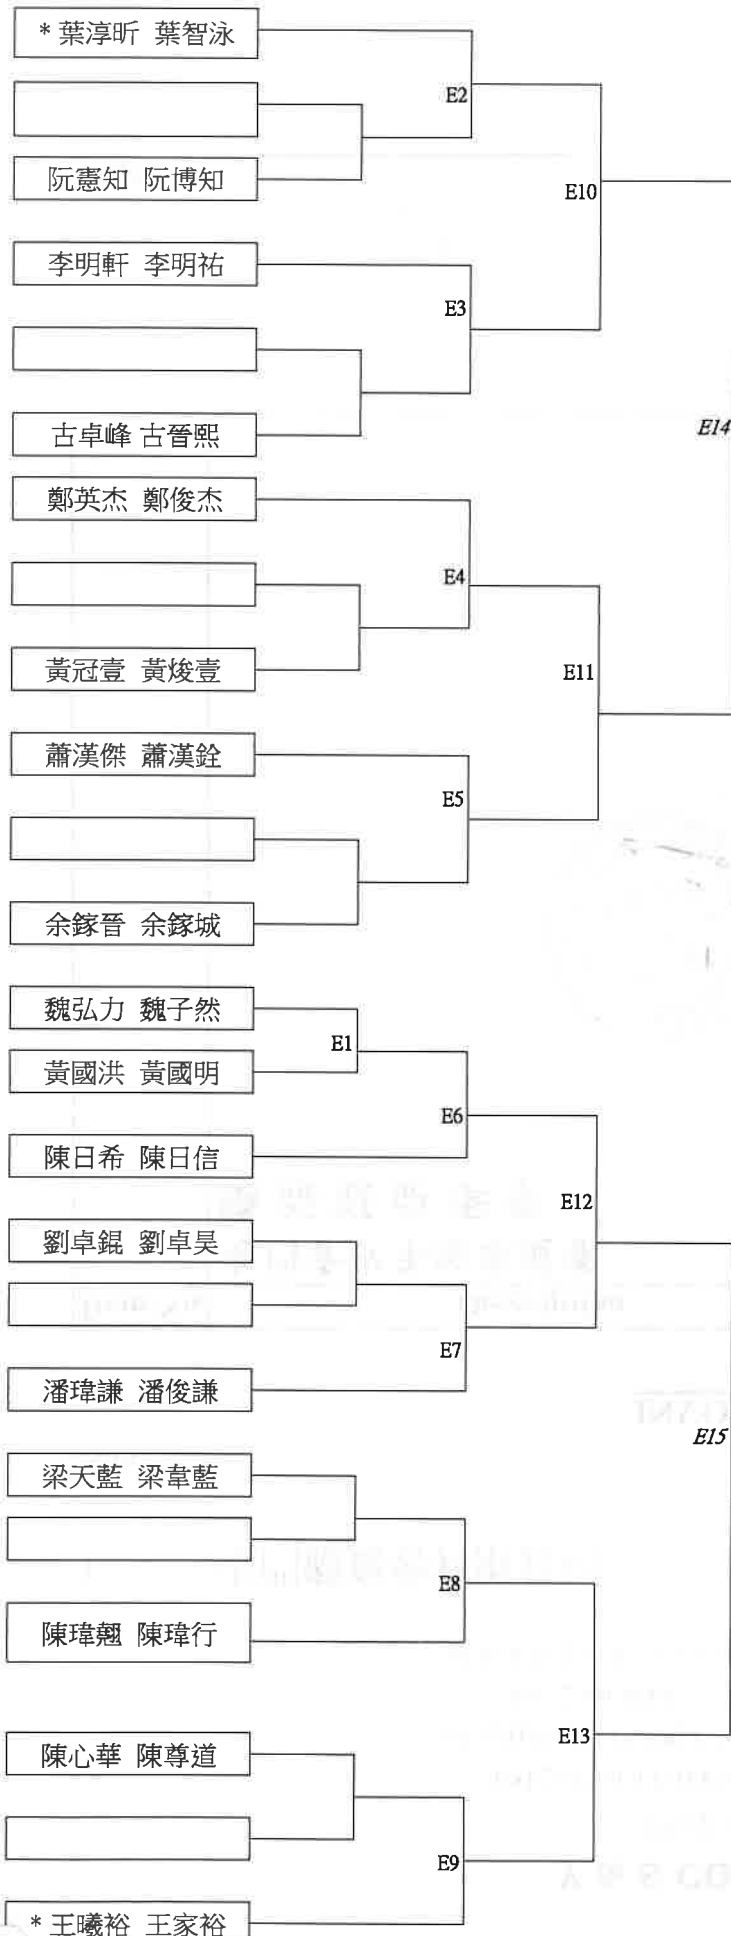 * 葉淳昕 葉智泳
E2
阮憲知 阮博知
E10
李明軒 李明祐
E3
古卓峰 古晉熙
E14
鄭英杰 鄭俊杰
E4
黃冠壹 黃焌壹
E11
蕭漢傑 蕭漢銓
E5
余鎵晉 余鎵城
魏弘力 魏子然
E1
黃國洪 黃國明
E6
陳日希 陳日信
E12
劉卓錕 劉卓昊
E7
潘瑋謙 潘俊謙
E15
梁天藍 梁韋藍
E8
陳瑋翹 陳瑋行
E13
陳心華 陳尊道
E9
* 王曦裕 王家裕